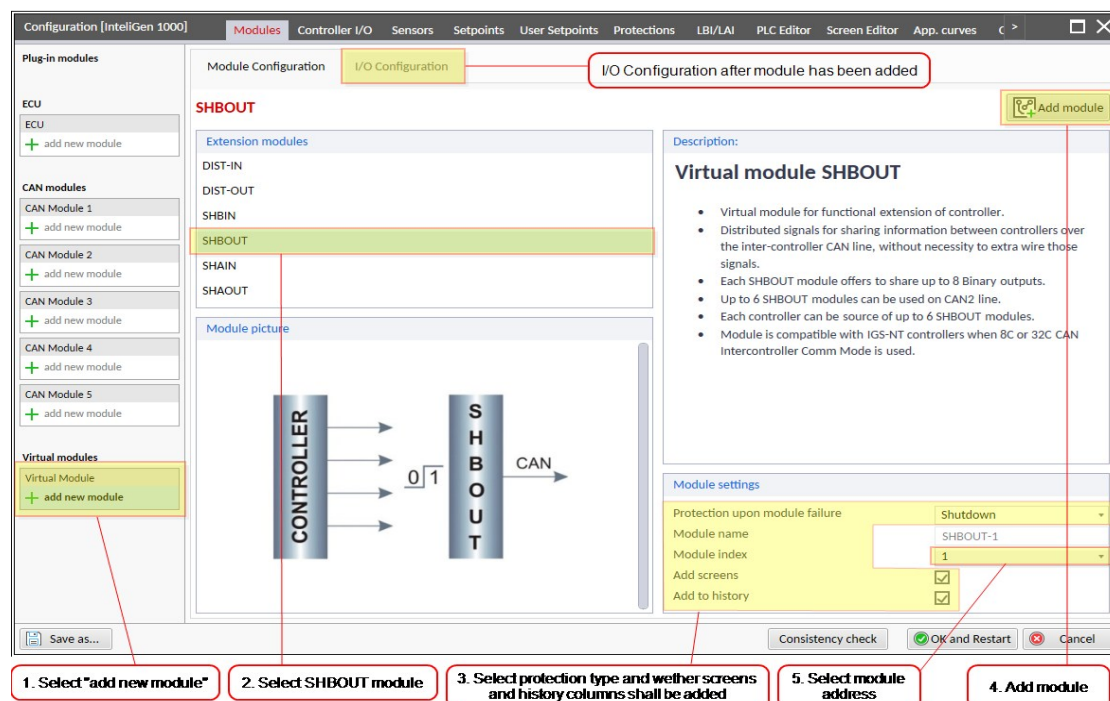 Configuration [InteliGen 1000]
Modules Controller I/O Sensors Setpoints User Setpoints Protections LBI/LAI PLC Editor Screen Editor App. curves >
Plug-in modules
Module Configuration I/O Configuration
I/O Configuration after module has been added
ECU
ECU
+ add new module
CAN modules
CAN Module 1
+ add new module
CAN Module 2
+ add new module
CAN Module 3
+ add new module
CAN Module 4
+ add new module
CAN Module 5
+ add new module
Virtual modules
Virtual Module
+ add new module
SHBOUT
Add module
Extension modules
DIST-IN
DIST-OUT
SHBIN
SHBOUT
SHAIN
SHAOUT
Module picture
CONTROLLER
0 1
SHBOUT
CAN
Description:
Virtual module SHBOUT
• Virtual module for functional extension of controller.
• Distributed signals for sharing information between controllers over
the inter-controller CAN line, without necessity to extra wire those
signals.
• Each SHBOUT module offers to share up to 8 Binary outputs.
• Up to 6 SHBOUT modules can be used on CAN2 line.
• Each controller can be source of up to 6 SHBOUT modules.
• Module is compatible with IGS-NT controllers when 8C or 32C CAN
Intercontroller Comm Mode is used.
Module settings
Protection upon module failure Shutdown
Module name SHBOUT-1
Module index 1
Add screens
Add to history
Save as...
Consistency check OK and Restart Cancel
1. Select "add new module"
2. Select SHBOUT module
3. Select protection type and wether screens
and history columns shall be added
5. Select module
address
4. Add module